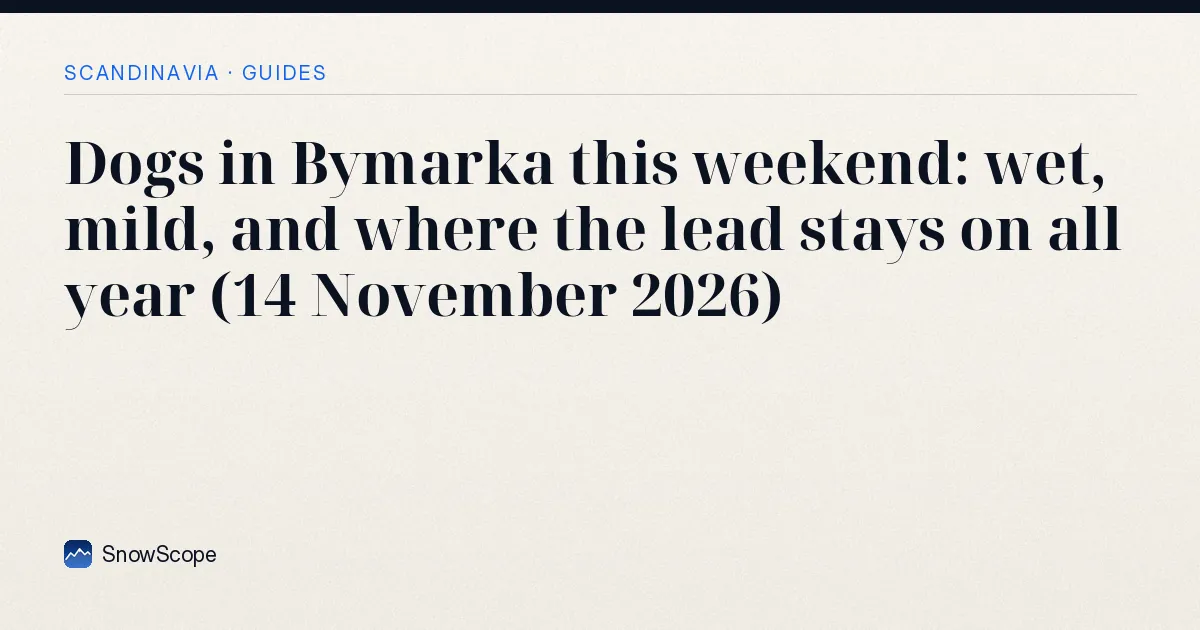 SCANDINAVIA · GUIDES
Dogs in Bymarka this weekend: wet,
mild, and where the lead stays on all
year (14 November 2026)
SnowScope